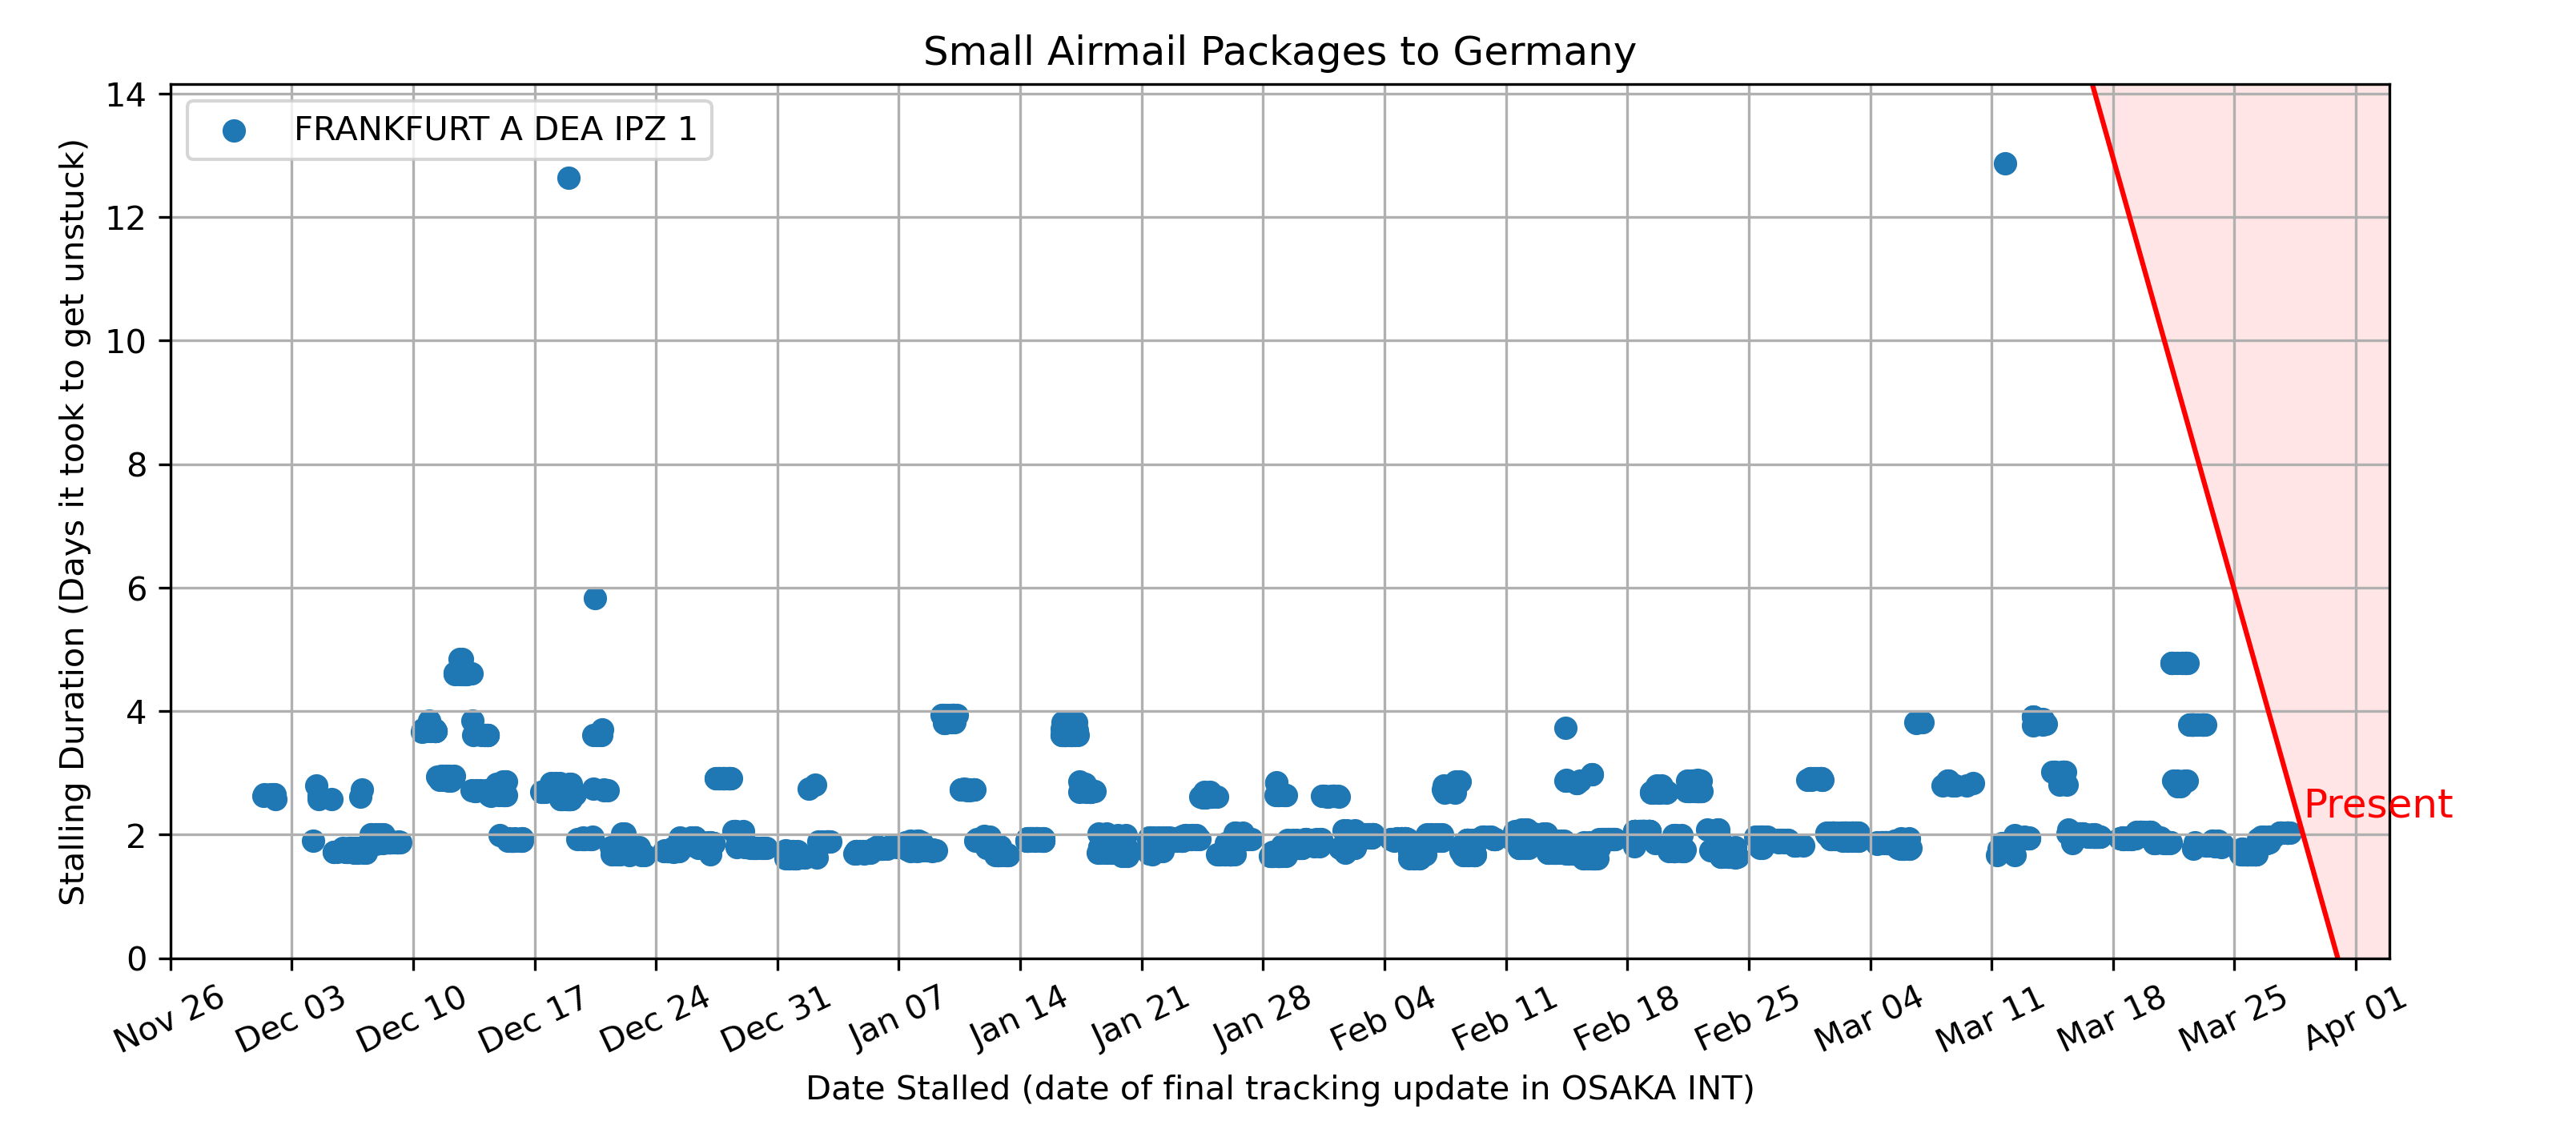 Small Airmail Packages to Germany
14
12
10
8
6
4
2
0
Stalling Duration (Days it took to get unstuck)
FRANKFURT A DEA IPZ 1
Present
Nov 26
Dec 03
Dec 10
Dec 17
Dec 24
Dec 31
Jan 07
Jan 14
Jan 21
Jan 28
Feb 04
Feb 11
Feb 18
Feb 25
Mar 04
Mar 11
Mar 18
Mar 25
Apr 01
Date Stalled (date of final tracking update in OSAKA INT)